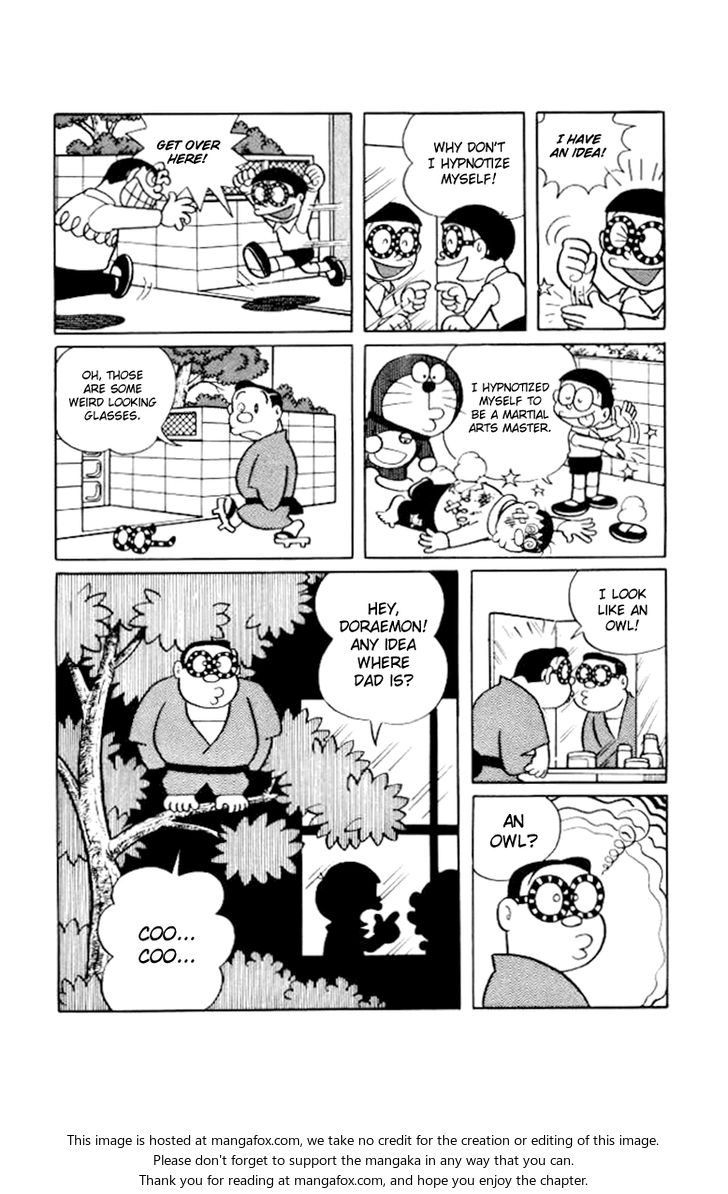 I HAVE
AN IDEA!
WHY DON'T
I HYPNOTIZE
MYSELF!
GET OVER
HERE!
I HYPNOTIZED
MYSELF TO
BE A MARTIAL
ARTS MASTER.
OH, THOSE
ARE SOME
WEIRD LOOKING
GLASSES.
I LOOK
LIKE AN
OWL!
AN
OWL?
HEY,
DORAEMON!
ANY IDEA
WHERE
DAD IS?
COO...
COO...
This image is hosted at mangafox.com, we take no credit for the creation or editing of this image.
Please don't forget to support the mangaka in any way that you can.
Thank you for reading at mangafox.com, and hope you enjoy the chapter.